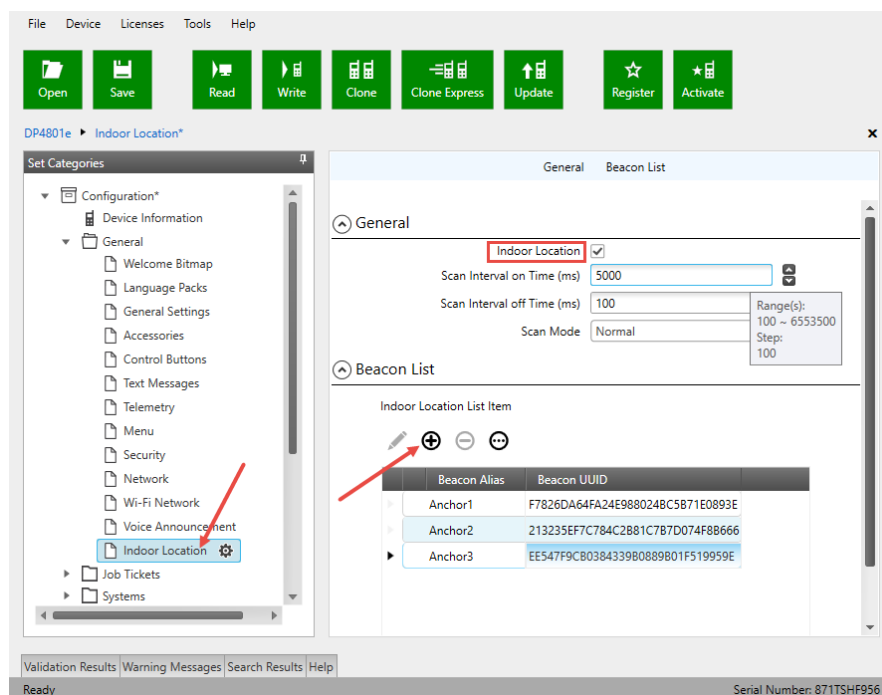 File Device Licenses Tools Help
Open Save Read Write Clone Clone Express Update Register Activate
DP4801e Indoor Location*
Set Categories
Configuration*
Device Information
General
Welcome Bitmap
Language Packs
General Settings
Accessories
Control Buttons
Text Messages
Telemetry
Menu
Security
Network
Wi-Fi Network
Voice Announcement
Indoor Location
Job Tickets
Systems
General Beacon List
General
Indoor Location
Scan Interval on Time (ms) 5000
Scan Interval off Time (ms) 100
Scan Mode Normal
Range(s):
100 ~ 6553500
Step:
100
Beacon List
Indoor Location List Item
Beacon Alias Beacon UUID
Anchor1 F7826DA64FA24E988024BC5B71E0893E
Anchor2 213235EF7C784C2B81C7B7D074F8B666
Anchor3 EE547F9CB0384339B0889B01F519959E
Validation Results Warning Messages Search Results Help
Ready Serial Number: 871TSHF956